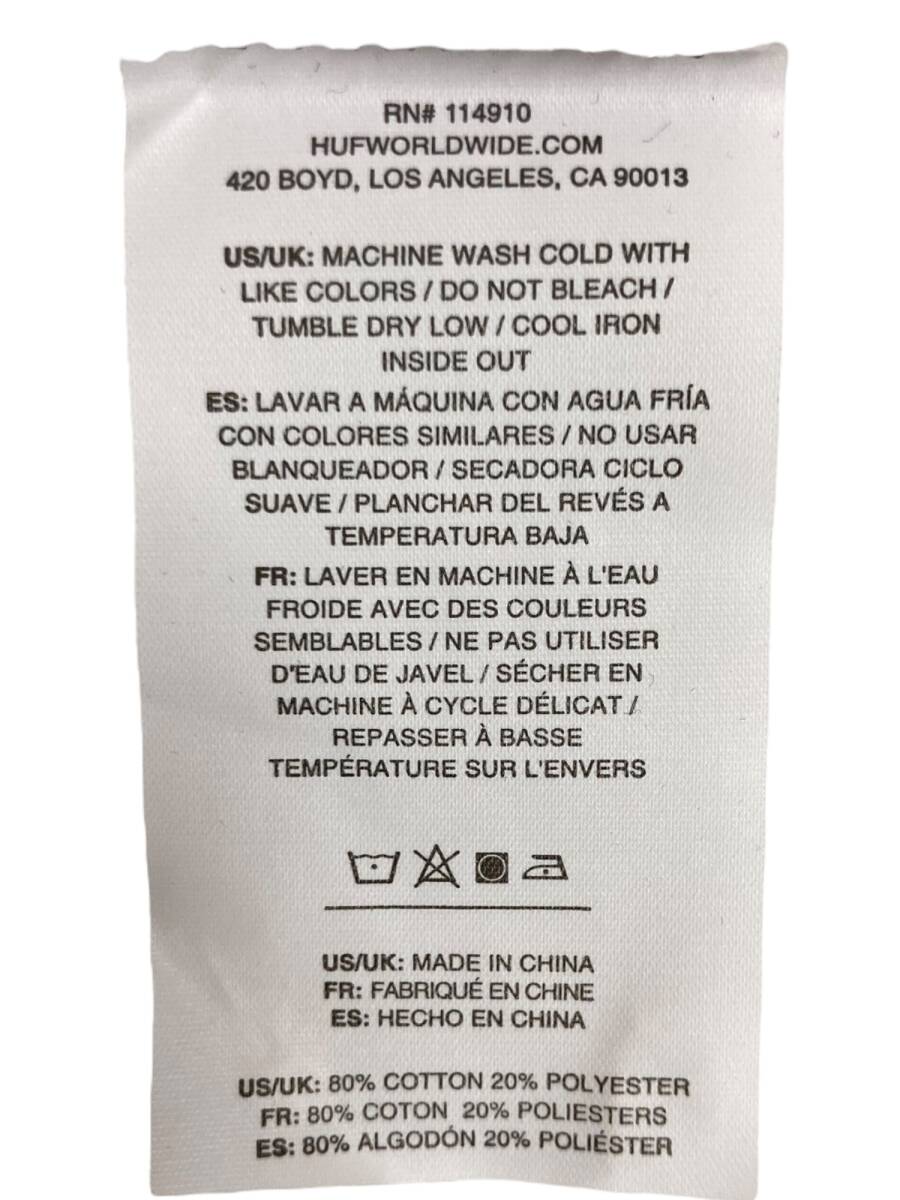 RN# 114910
HUFWORLDWIDE.COM
420 BOYD, LOS ANGELES, CA 90013
US/UK: MACHINE WASH COLD WITH
LIKE COLORS / DO NOT BLEACH /
TUMBLE DRY LOW / COOL IRON
INSIDE OUT
ES: LAVAR A MÁQUINA CON AGUA FRÍA
CON COLORES SIMILARES / NO USAR
BLANQUEADOR / SECADORA CICLO
SUAVE / PLANCHAR DEL REVÉS A
TEMPERATURA BAJA
FR: LAVER EN MACHINE À L'EAU
FROIDE AVEC DES COULEURS
SEMBLABLES / NE PAS UTILISER
D'EAU DE JAVEL / SÉCHER EN
MACHINE À CYCLE DÉLICAT /
REPASSER À BASSE
TEMPÉRATURE SUR L'ENVERS
US/UK: MADE IN CHINA
FR: FABRIQUÉ EN CHINE
ES: HECHO EN CHINA
US/UK: 80% COTTON 20% POLYESTER
FR: 80% COTON 20% POLIESTERS
ES: 80% ALGODÓN 20% POLIÉSTER